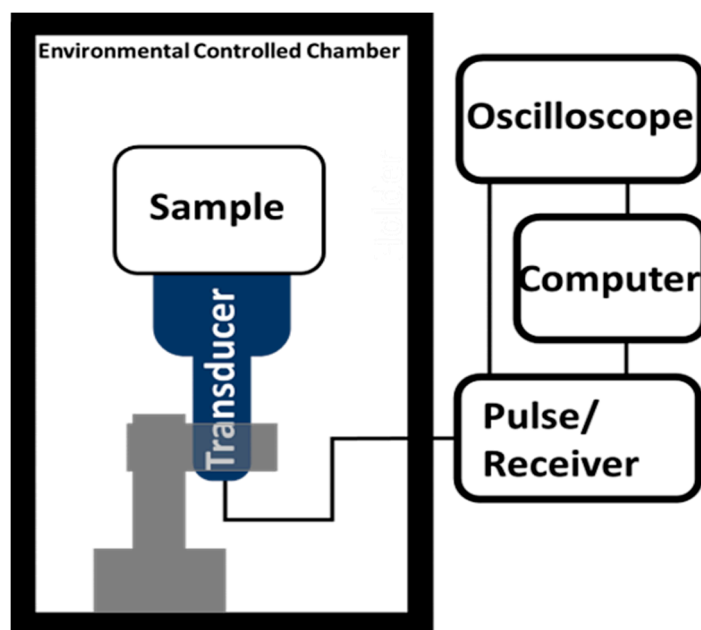 Environmental Controlled Chamber
Oscilloscope
Sample
Computer
Transducer
Pulse/
Receiver